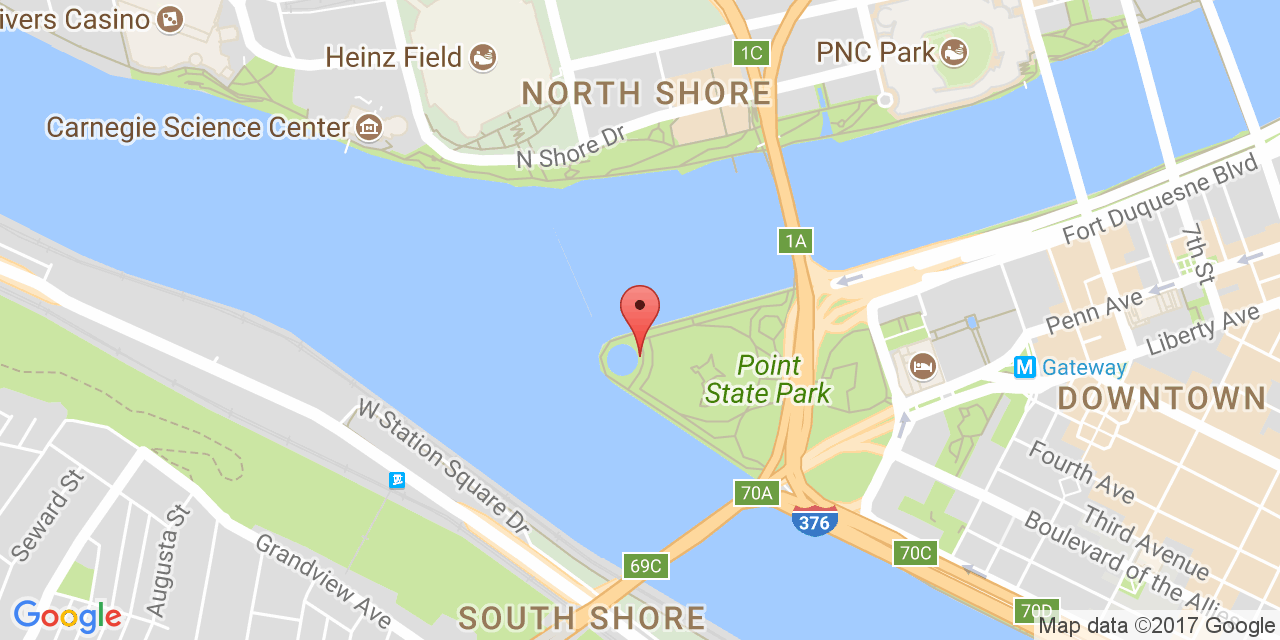 ivers Casino
Heinz Field
1C
PNC Park
NORTH SHORE
Carnegie Science Center
N Shore Dr
Fort Duquesne Blvd
1A
7th St
Penn Ave
Liberty Ave
Point
State Park
M Gateway
DOWNTOWN
W Station Square Dr
Fourth Ave
Seward St
Augusta St
70A
376
Third Avenue
Boulevard of the Allie
Grandview Ave
70C
69C
70D
SOUTH SHORE
Google
Map data ©2017 Google